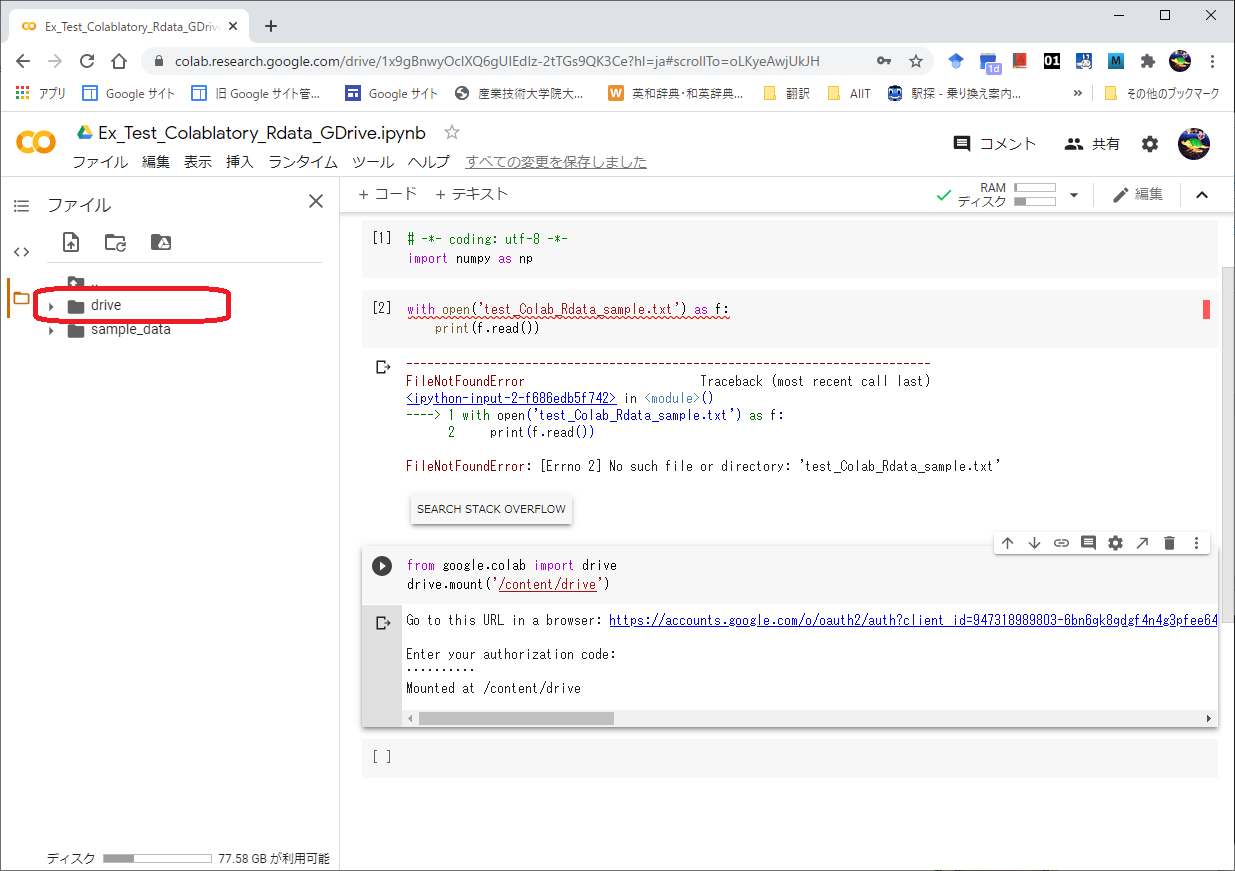 Ex_Test_Colablatory_Rdata_GDriv
colab.research.google.com/drive/1x9gBnwyOclXQ6gUIEdIz-2tTGs9QK3Ce?hl=ja#scrollTo=oLKyeAwjUkJH
1d
01
M
アプリ
Google サイト
旧 Google サイト管...
Google サイト
産業技術大学院大...
W
英和辞典・和英辞典...
翻訳
AIIT
駅探 - 乗り換え案内...
»
その他のブックマーク
Ex_Test_Colablatory_Rdata_GDrive.ipynb
コメント
共有
ファイル 編集 表示 挿入 ランタイム ツール ヘルプ すべての変更を保存しました
ファイル
+ コード + テキスト
RAM
ディスク
編集
..
drive
sample_data
[1] # -*- coding: utf-8 -*-
import numpy as np
[2] with open('test_Colab_Rdata_sample.txt') as f:
print(f.read())
---------------------------------------------------------------------------
FileNotFoundError Traceback (most recent call last)
<ipython-input-2-f686edb5f742> in <module>()
----> 1 with open('test_Colab_Rdata_sample.txt') as f:
2 print(f.read())
FileNotFoundError: [Errno 2] No such file or directory: 'test_Colab_Rdata_sample.txt'
SEARCH STACK OVERFLOW
from google.colab import drive
drive.mount('/content/drive')
Go to this URL in a browser: https://accounts.google.com/o/oauth2/auth?client_id=947318989803-6bn6qk8qdgf4n4g3pfee64
Enter your authorization code:
··········
Mounted at /content/drive
[ ]
ディスク 77.58 GB が利用可能